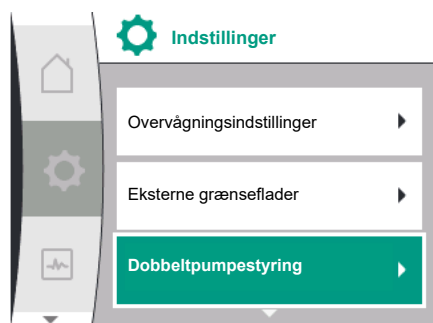 Indstillinger
Overvågningsindstillinger
Eksterne grænseflader
Dobbeltpumpestyring